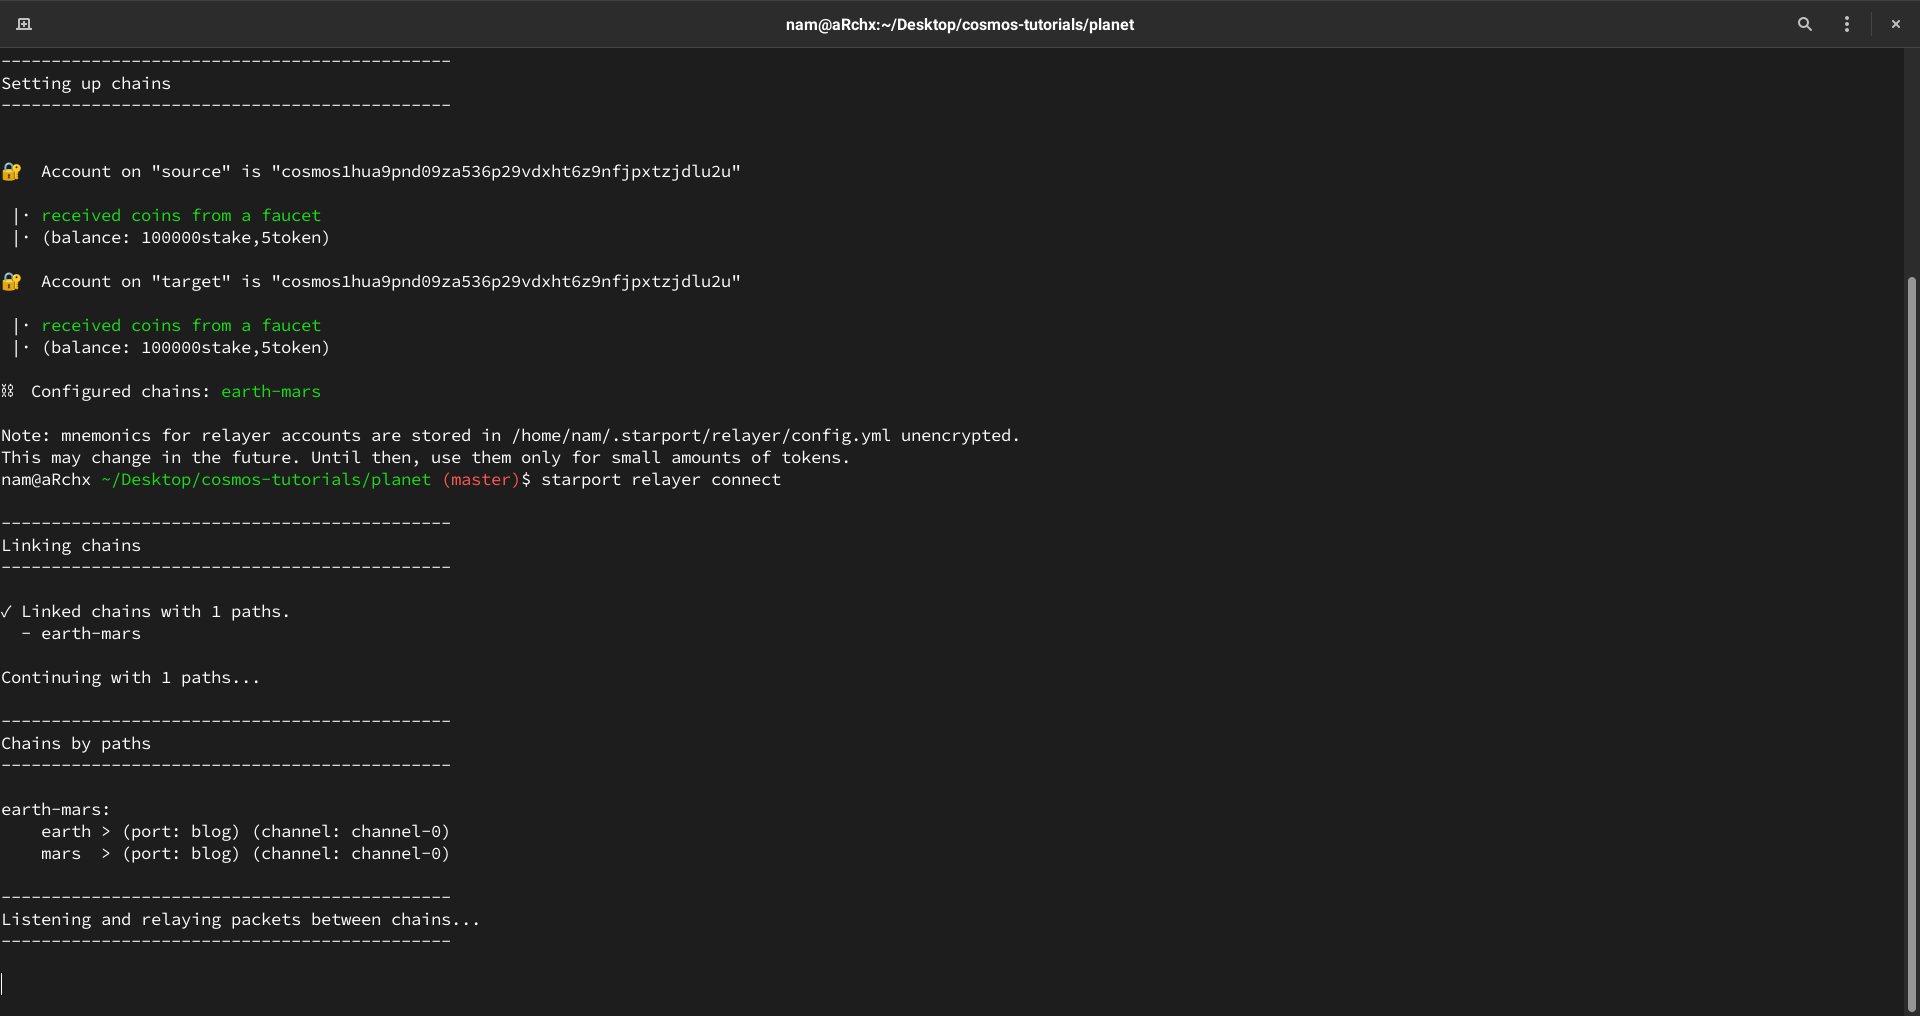 nam@aRchx:~/Desktop/cosmos-tutorials/planet
---------------------------------------------
Setting up chains
---------------------------------------------
🔐  Account on "source" is "cosmos1hua9pnd09za536p29vdxht6z9nfjpxtzjdlu2u"
|· received coins from a faucet
|· (balance: 100000stake,5token)
🔐  Account on "target" is "cosmos1hua9pnd09za536p29vdxht6z9nfjpxtzjdlu2u"
|· received coins from a faucet
|· (balance: 100000stake,5token)
⛓  Configured chains: earth-mars
Note: mnemonics for relayer accounts are stored in /home/nam/.starport/relayer/config.yml unencrypted.
This may change in the future. Until then, use them only for small amounts of tokens.
nam@aRchx ~/Desktop/cosmos-tutorials/planet (master)$ starport relayer connect
---------------------------------------------
Linking chains
---------------------------------------------
✓ Linked chains with 1 paths.
- earth-mars
Continuing with 1 paths...
---------------------------------------------
Chains by paths
---------------------------------------------
earth-mars:
earth > (port: blog) (channel: channel-0)
mars  > (port: blog) (channel: channel-0)
---------------------------------------------
Listening and relaying packets between chains...
---------------------------------------------